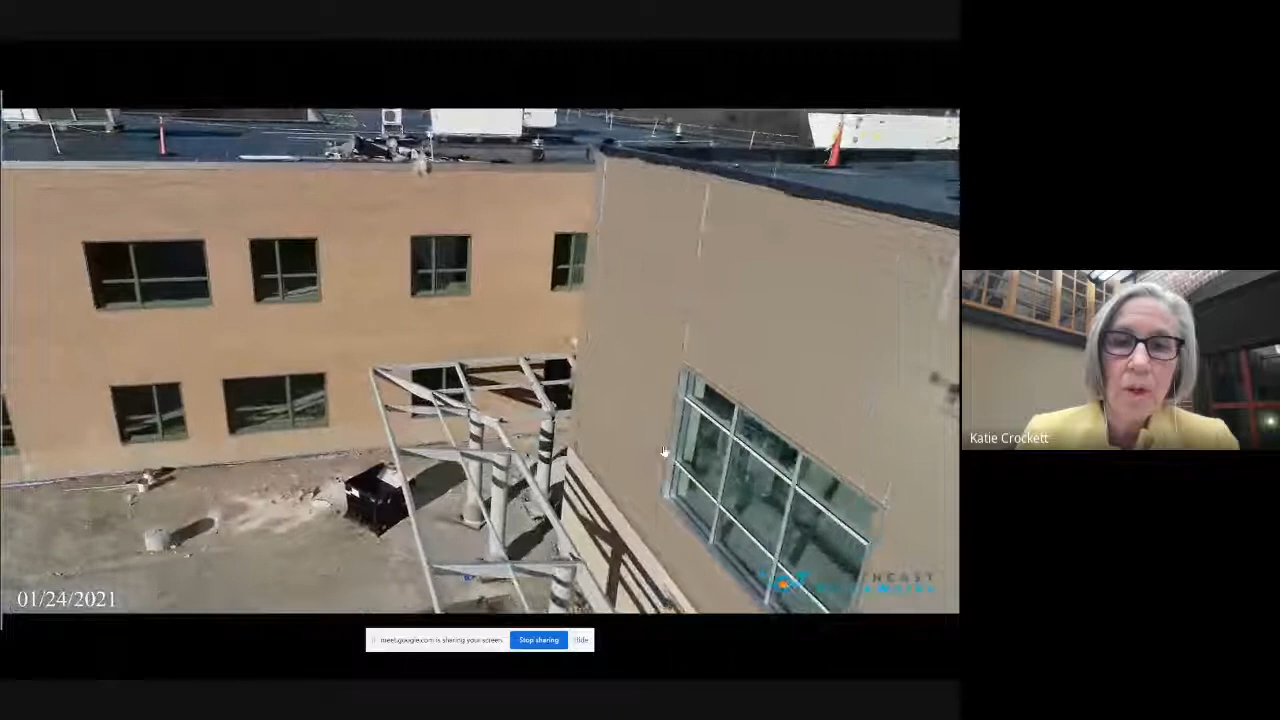 Katie Crockett
01/24/2021
meet.google.com is sharing your screen.
Stop sharing
Hide